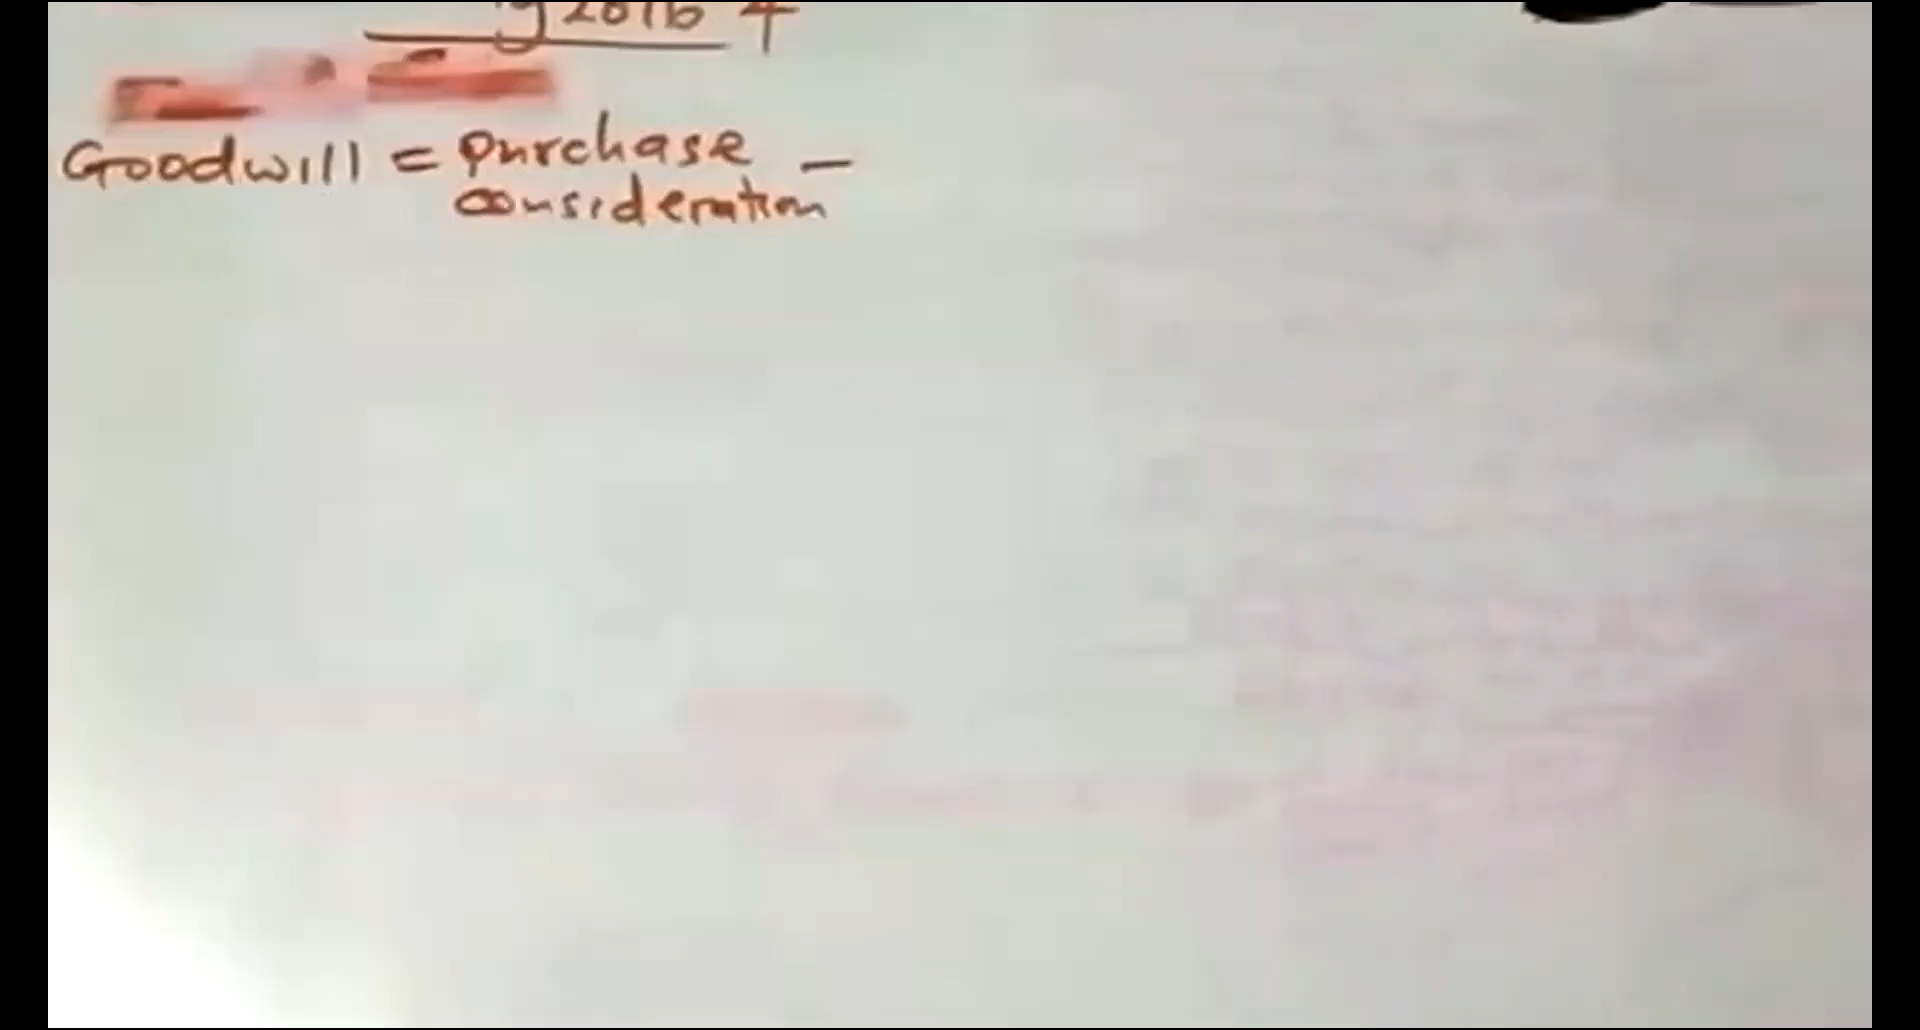 Goodwill = purchase –
consideration